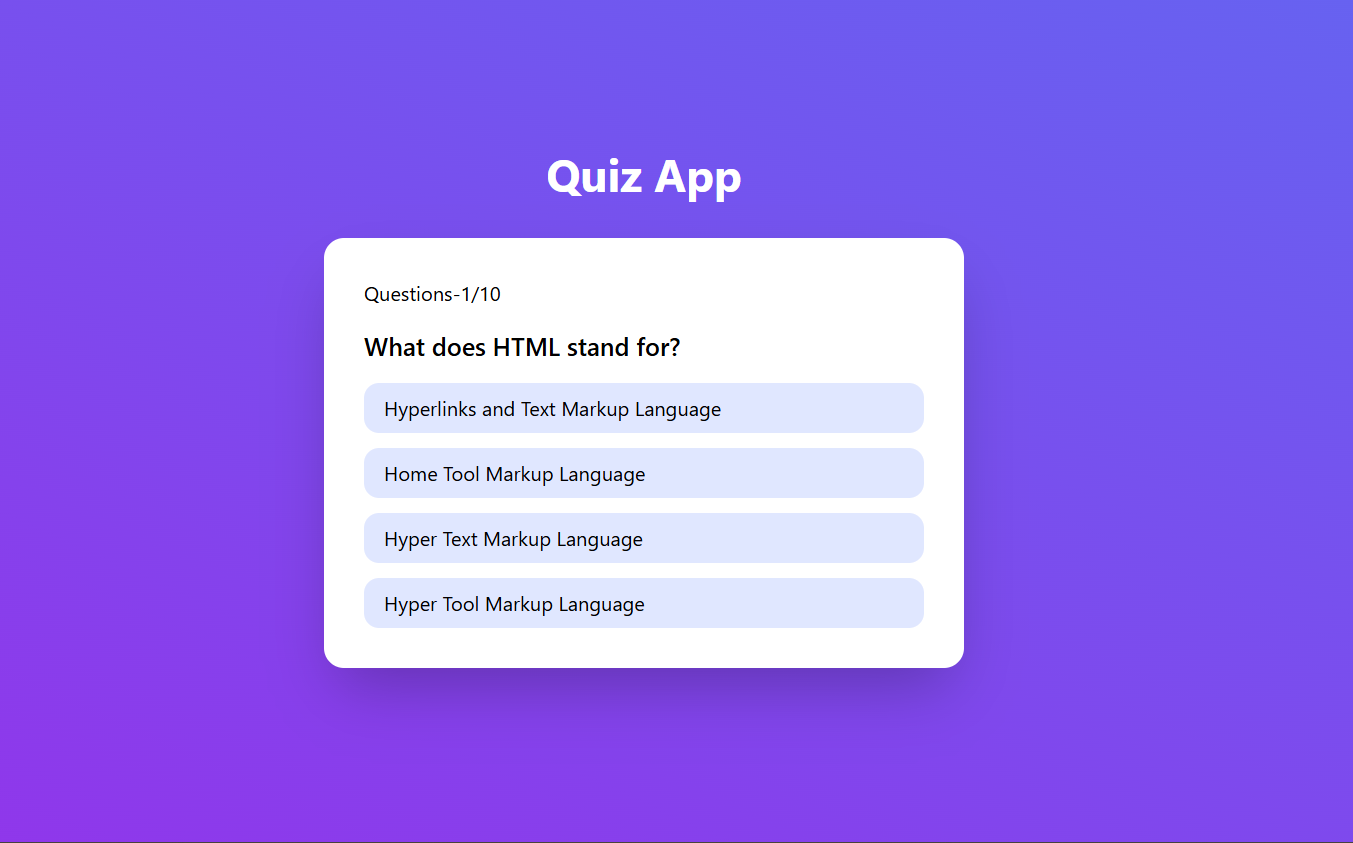 Quiz App
Questions-1/10
What does HTML stand for?
Hyperlinks and Text Markup Language
Home Tool Markup Language
Hyper Text Markup Language
Hyper Tool Markup Language